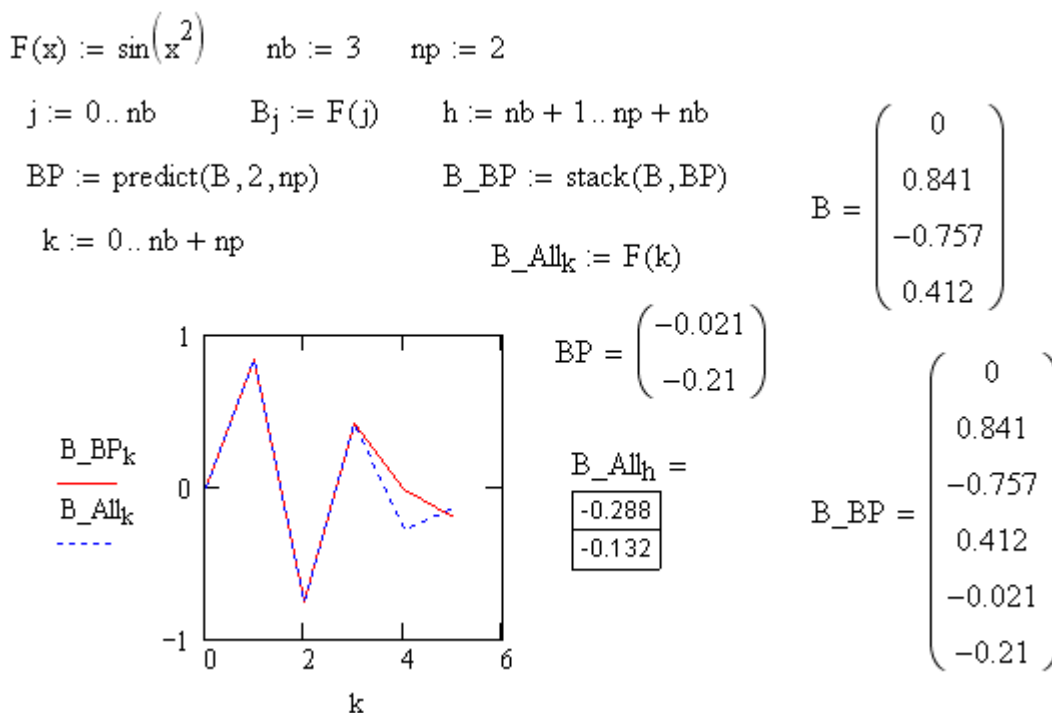 F(x) := sin(x²) nb := 3 np := 2
j := 0.. nb B_j := F(j) h := nb + 1.. np + nb
BP := predict(B, 2, np) B_BP := stack(B, BP)
k := 0.. nb + np
B_All_k := F(k)
B =
0
0.841
−0.757
0.412
BP =
−0.021
−0.21
B_BP_k
B_All_k
1
0
−1
0 2 4 6
k
B_All_h =
-0.288
-0.132
B_BP =
0
0.841
−0.757
0.412
−0.021
−0.21